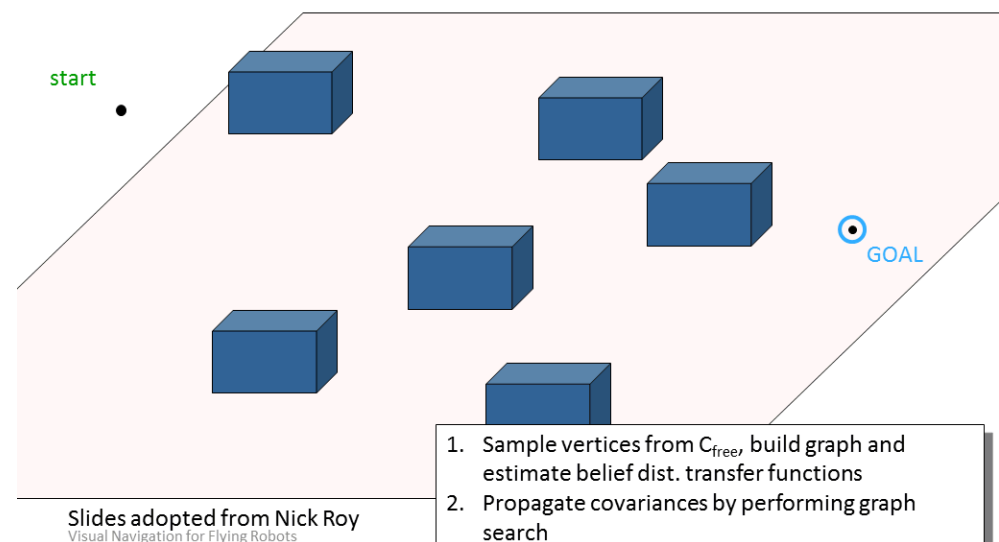 start
GOAL
1. Sample vertices from Cfree, build graph and
estimate belief dist. transfer functions
2. Propagate covariances by performing graph
search
Slides adopted from Nick Roy
Visual Navigation for Flying Robots